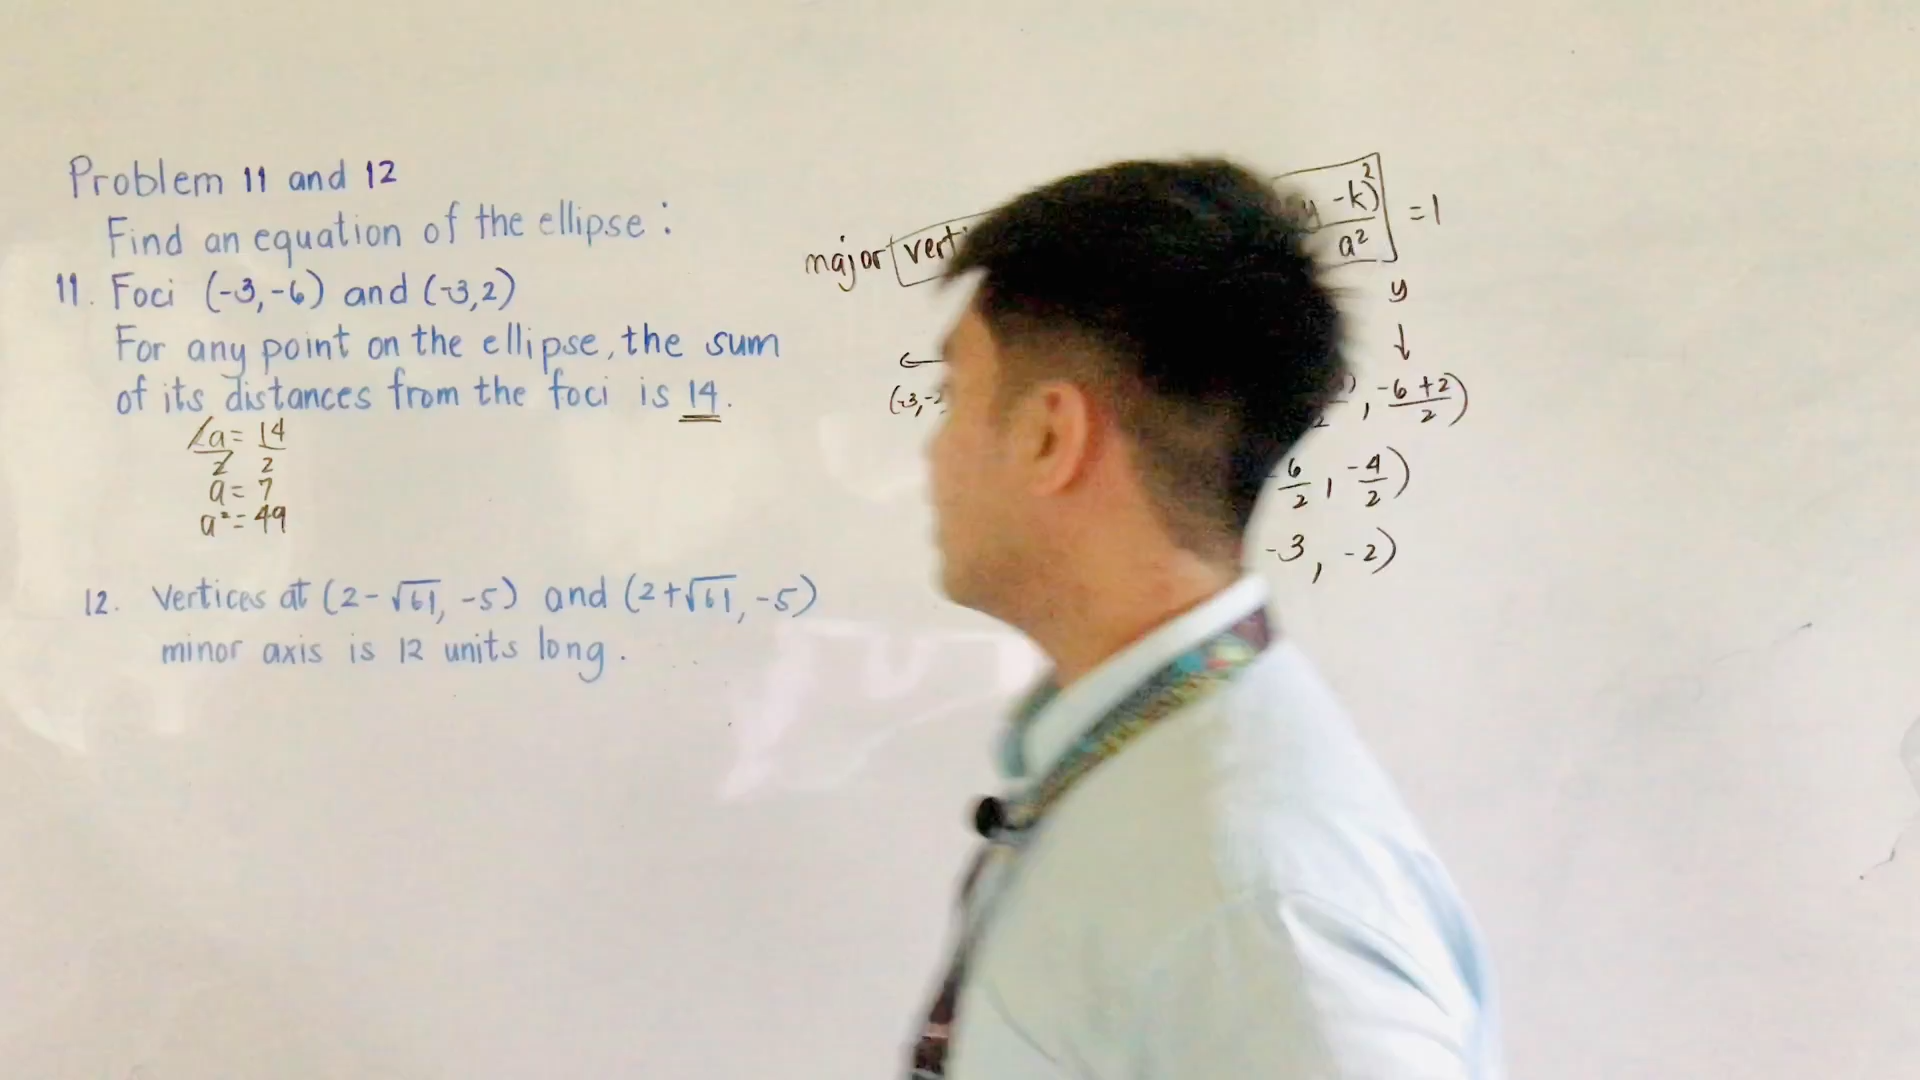 Problem 11 and 12
Find an equation of the ellipse:
11. Foci (-3,-6) and (-3,2)
For any point on the ellipse, the sum
of its distances from the foci is 14.
2a = 14
2 2
a = 7
a² = 49
12. Vertices at (2-√61, -5) and (2+√61, -5)
minor axis is 12 units long.
major
y -k)²
a²
=1
y
↓
←
(-3,-2
, -6+2)
2
6/2 , -4/2)
-3 , -2)